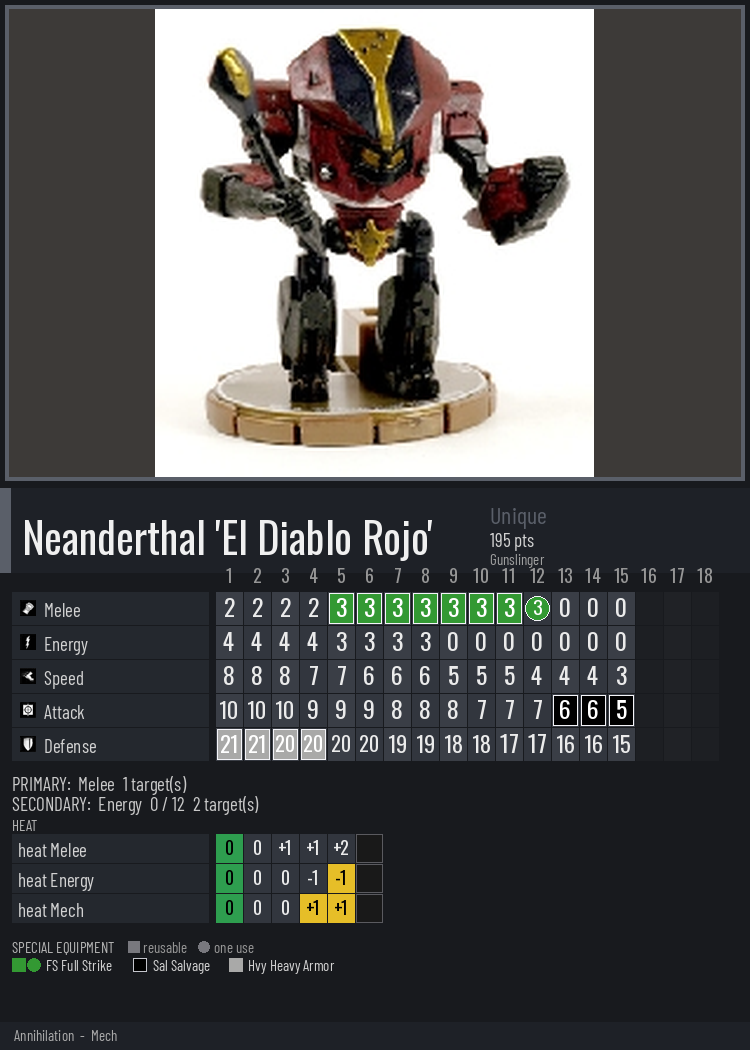 Neanderthal 'El Diablo Rojo'
Unique
195 pts
Gunslinger
1 2 3 4 5 6 7 8 9 10 11 12 13 14 15 16 17 18
Melee 2 2 2 2 3 3 3 3 3 3 3 3 0 0 0
Energy 4 4 4 4 3 3 3 3 0 0 0 0 0 0 0
Speed 8 8 8 7 7 6 6 6 5 5 5 4 4 4 3
Attack 10 10 10 9 9 9 8 8 8 7 7 7 6 6 5
Defense 21 21 20 20 20 20 19 19 18 18 17 17 16 16 15
PRIMARY: Melee 1 target(s)
SECONDARY: Energy 0 / 12 2 target(s)
HEAT
heat Melee 0 0 +1 +1 +2
heat Energy 0 0 0 -1 -1
heat Mech 0 0 0 +1 +1
SPECIAL EQUIPMENT reusable one use
FS Full Strike Sal Salvage Hvy Heavy Armor
Annihilation - Mech